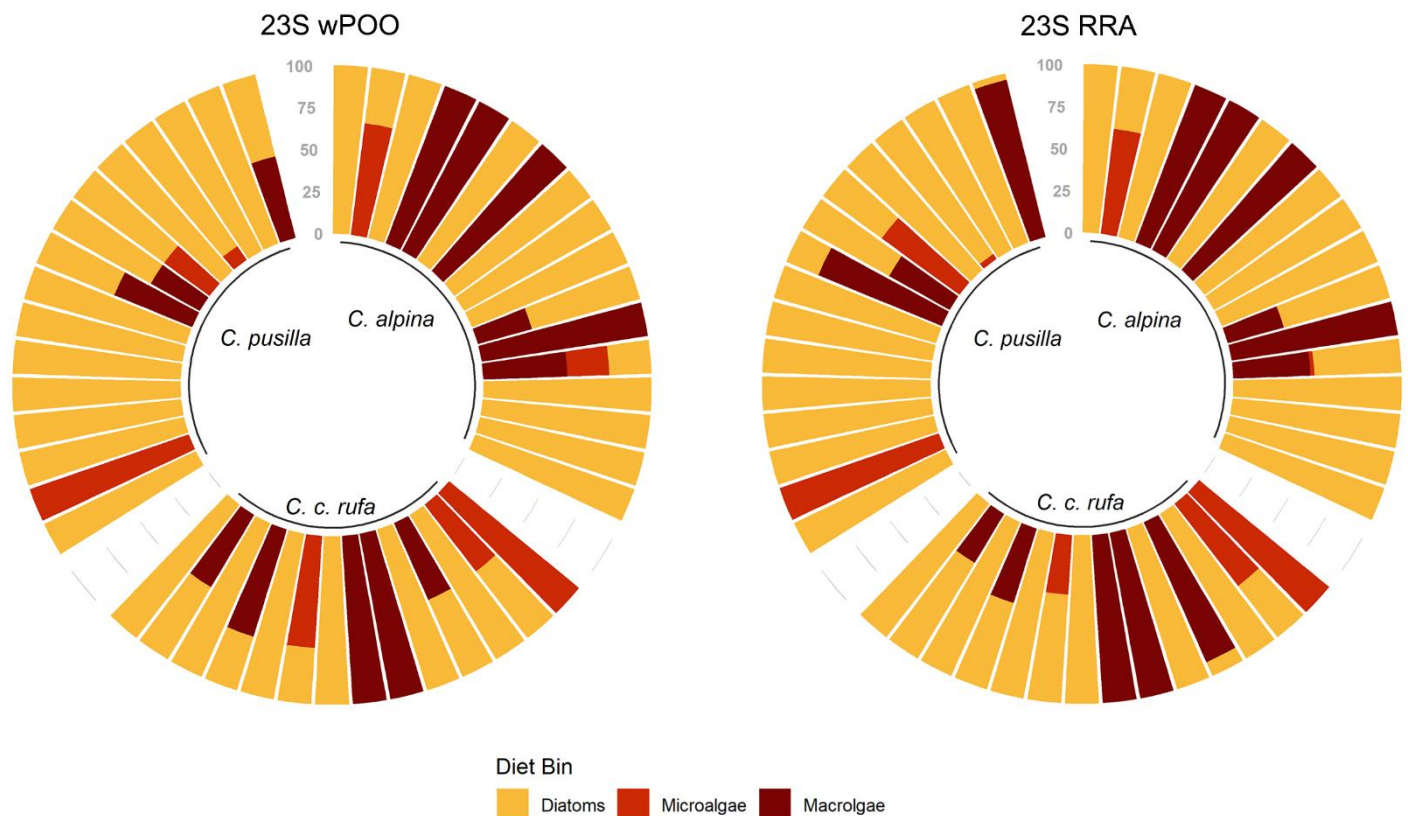 23S wPOO
100
75
50
25
0
C. pusilla
C. alpina
C. c. rufa
23S RRA
100
75
50
25
0
C. pusilla
C. alpina
C. c. rufa
Diet Bin
Diatoms Microalgae Macrolgae